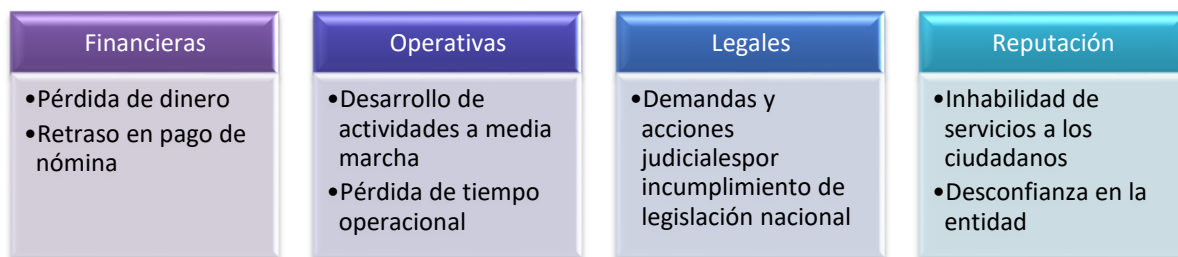 Financieras
•Pérdida de dinero
•Retraso en pago de
nómina
Operativas
•Desarrollo de
actividades a media
marcha
•Pérdida de tiempo
operacional
Legales
•Demandas y
acciones
judicialespor
incumplimiento de
legislación nacional
Reputación
•Inhabilidad de
servicios a los
ciudadanos
•Desconfianza en la
entidad